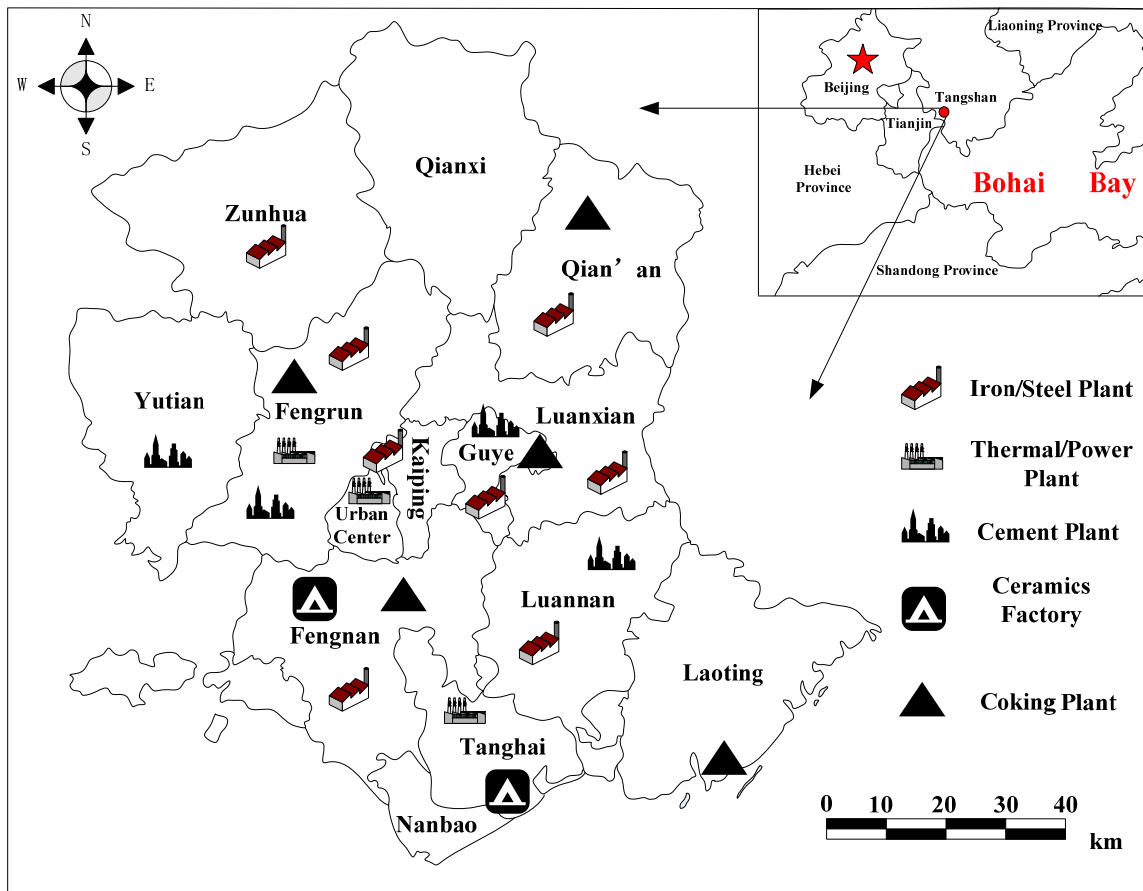 N
W
E
S
Qianxi
Zunhua
Qian’ an
Yutian
Fengrun
Luanxian
Kaiping
Guye
Urban
Center
Fengnan
Luannan
Laoting
Tanghai
Nanbao
Liaoning Province
Beijing
Tangshan
Tianjin
Hebei
Province
Bohai Bay
Shandong Province
Iron/Steel Plant
Thermal/Power
Plant
Cement Plant
Ceramics
Factory
Coking Plant
0 10 20 30 40
km